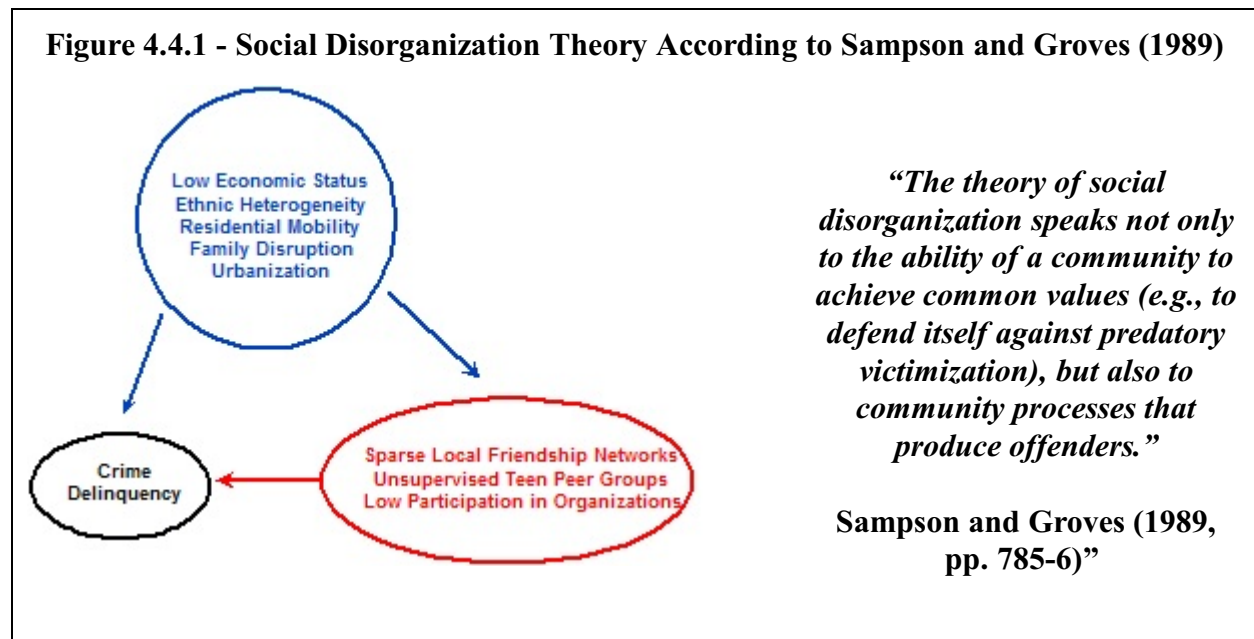 Figure 4.4.1 - Social Disorganization Theory According to Sampson and Groves (1989)
Low Economic Status
Ethnic Heterogeneity
Residential Mobility
Family Disruption
Urbanization
Crime
Delinquency
Sparse Local Friendship Networks
Unsupervised Teen Peer Groups
Low Participation in Organizations
“The theory of social
disorganization speaks not only
to the ability of a community to
achieve common values (e.g., to
defend itself against predatory
victimization), but also to
community processes that
produce offenders.”
Sampson and Groves (1989,
pp. 785-6)”